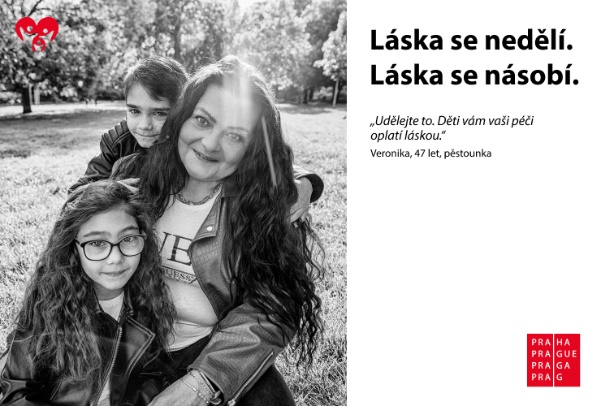 Láska se nedělí.
Láska se násobí.
„Udělejte to. Děti vám vaši péči
oplatí láskou.“
Veronika, 47 let, pěstounka
PRA HA
PRA GUE
PRA GA
PRA G